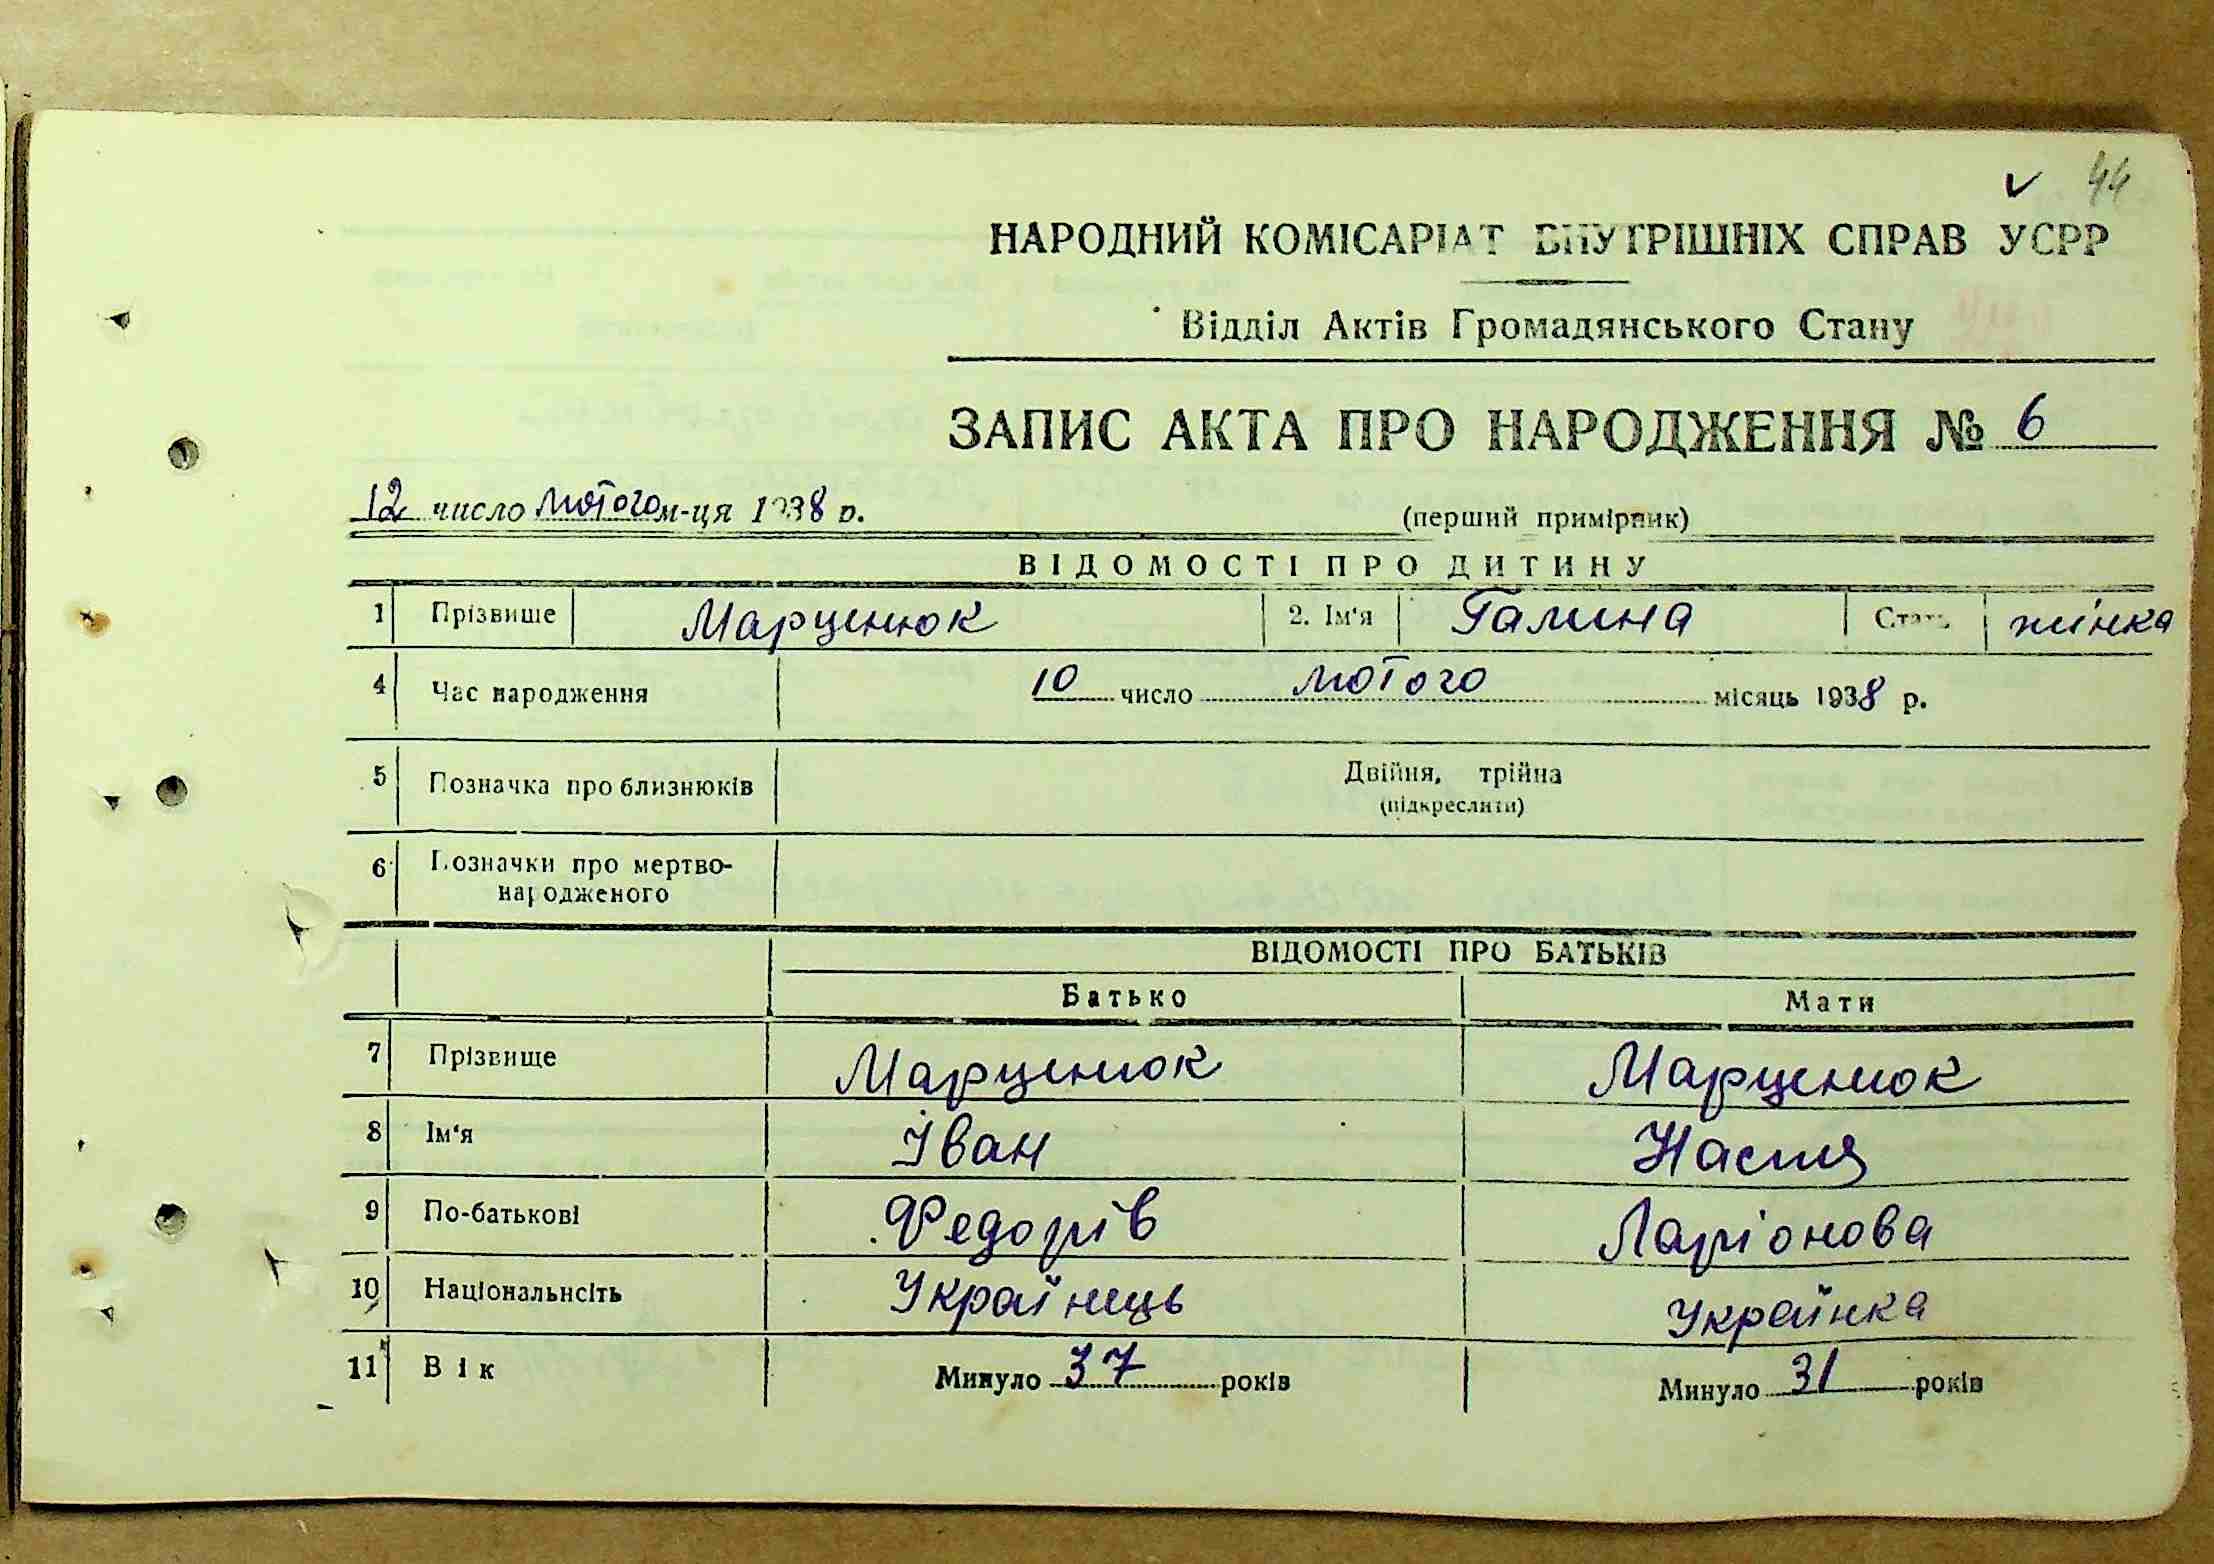 ✓ 44
НАРОДНИЙ КОМІСАРІАТ ВНУТРІШНІХ СПРАВ УСРР
Відділ Актів Громадянського Стану
ЗАПИС АКТА ПРО НАРОДЖЕННЯ № 6
12 число лютого м-ця 1938 р.
(перший примірник)
ВІДОМОСТІ ПРО ДИТИНУ
1 Прізвище Марценюк 2. Ім'я Галина Стать жінка
4 Час народження 10 число лютого місяць 1938 р.
5 Позначка про близнюків Двійня, трійна
(підкреслити)
6 Позначки про мертво-
народженого
ВІДОМОСТІ ПРО БАТЬКІВ
Батько Мати
7 Прізвище Марценюк Марценюк
8 Ім'я Іван Настя
9 По-батькові Федорів Ларіонова
10 Національнсіть Українець Українка
11 Вік Минуло 37 років Минуло 31 років